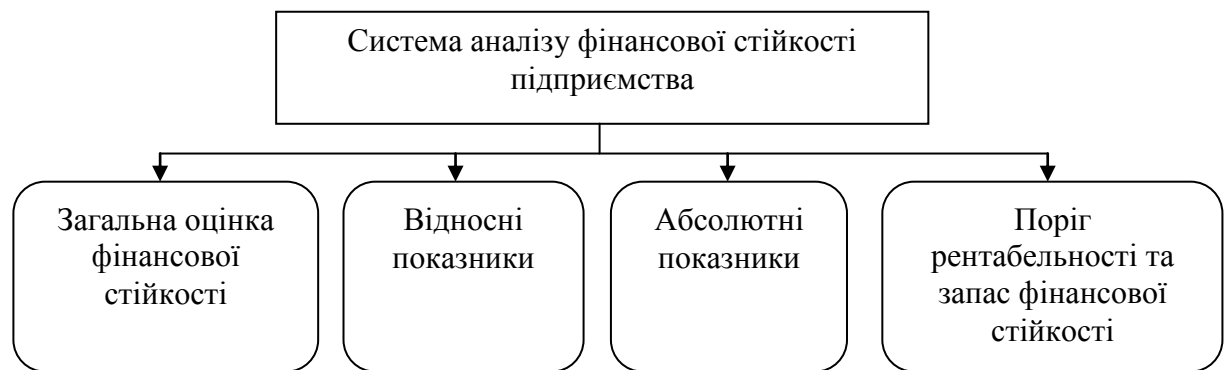 Система аналізу фінансової стійкості
підприємства
Загальна оцінка
фінансової
стійкості
Відносні
показники
Абсолютні
показники
Поріг
рентабельності та
запас фінансової
стійкості